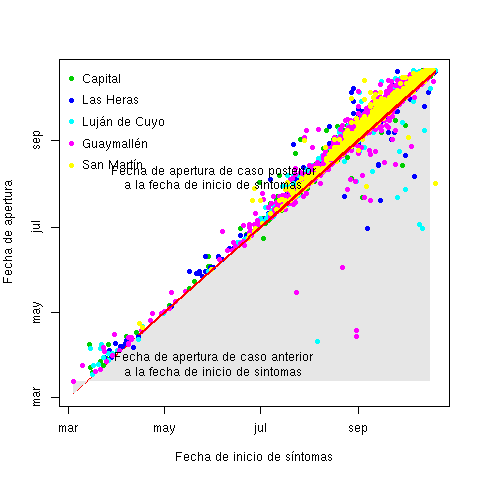 Capital
Las Heras
Luján de Cuyo
Guaymallén
San Martín
Fecha de apertura de caso posterior
a la fecha de inicio de síntomas
Fecha de apertura de caso anterior
a la fecha de inicio de sintomas
Fecha de apertura
mar
may
jul
sep
mar
may
jul
sep
Fecha de inicio de síntomas